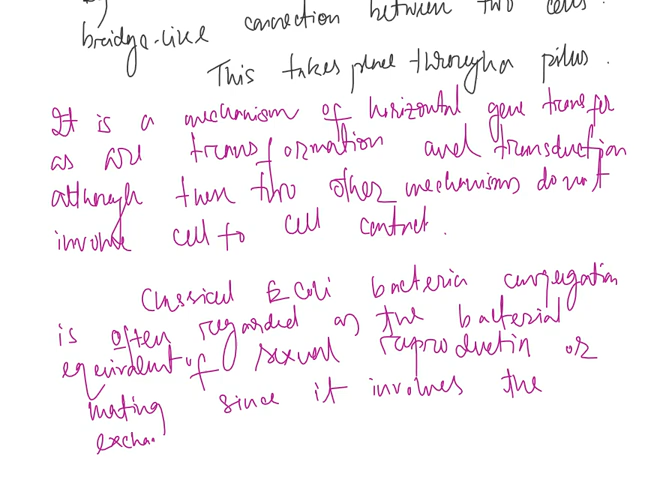 bridge-like connection between two cells.
This takes place through a pilus.
It is a mechanism of horizontal gene transfer
as are transformation and transduction
although these two other mechanisms do not
involve cell to cell contact.
Classical E Coli bacteria congegation
is often regarded as the bacterial
equivalent of sexual reproductin or
mating since it involves the
excha.